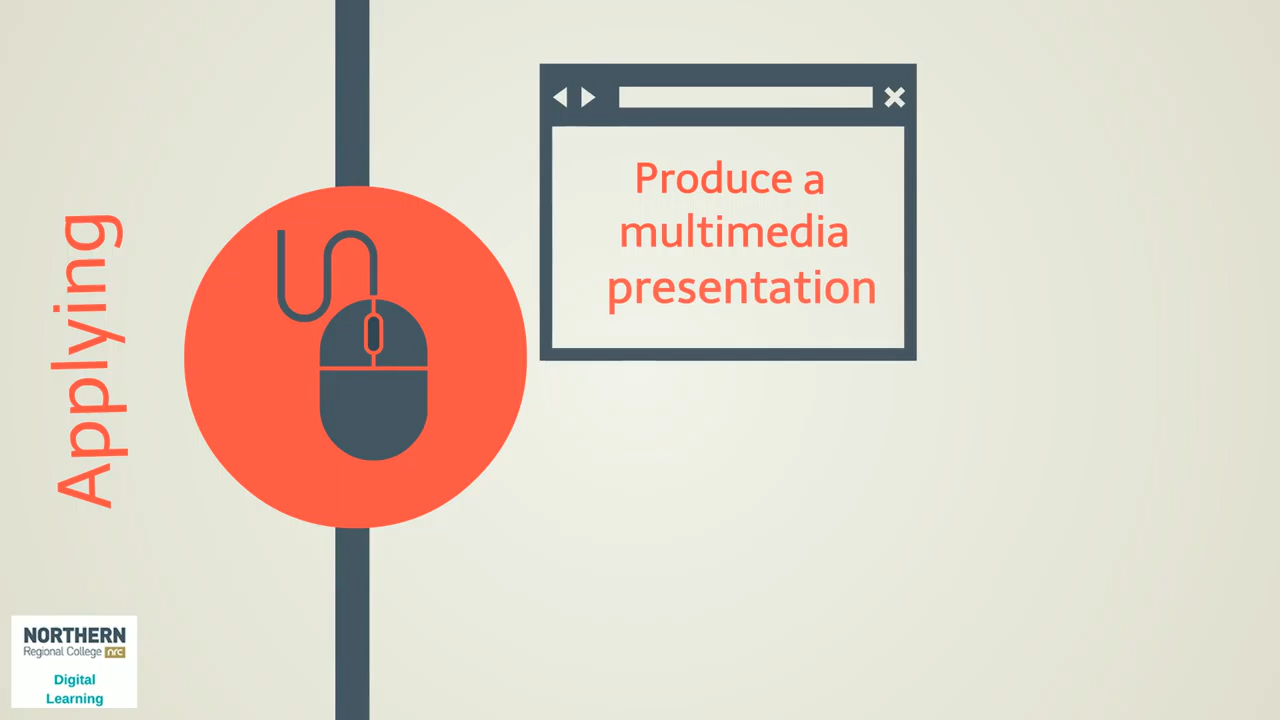 Applying
Produce a
multimedia
presentation
NORTHERN
Regional College nrc
Digital
Learning